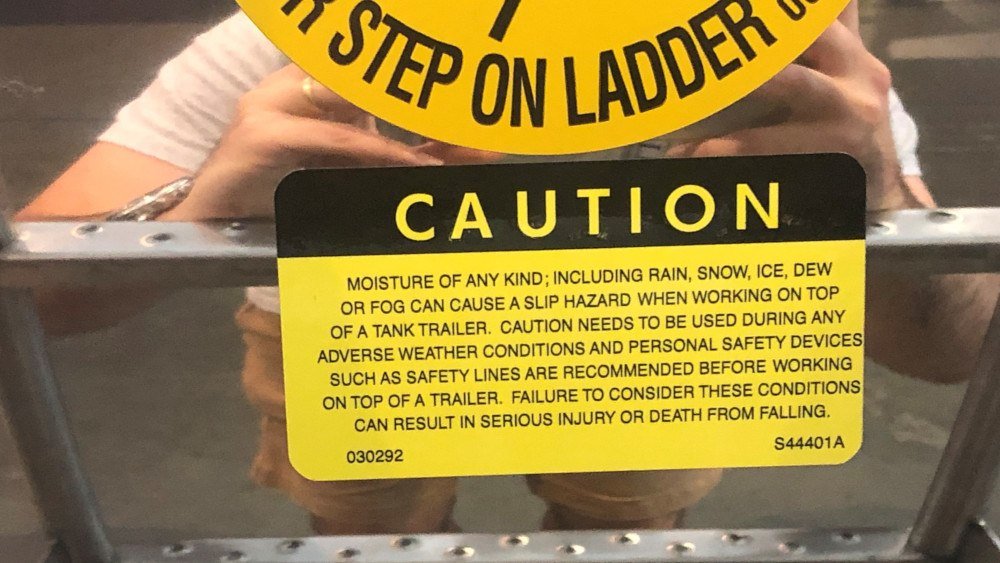 STEP ON LADDER
CAUTION
MOISTURE OF ANY KIND; INCLUDING RAIN, SNOW, ICE, DEW
OR FOG CAN CAUSE A SLIP HAZARD WHEN WORKING ON TOP
OF A TANK TRAILER. CAUTION NEEDS TO BE USED DURING ANY
ADVERSE WEATHER CONDITIONS AND PERSONAL SAFETY DEVICES
SUCH AS SAFETY LINES ARE RECOMMENDED BEFORE WORKING
ON TOP OF A TRAILER. FAILURE TO CONSIDER THESE CONDITIONS
CAN RESULT IN SERIOUS INJURY OR DEATH FROM FALLING.
030292 S44401A